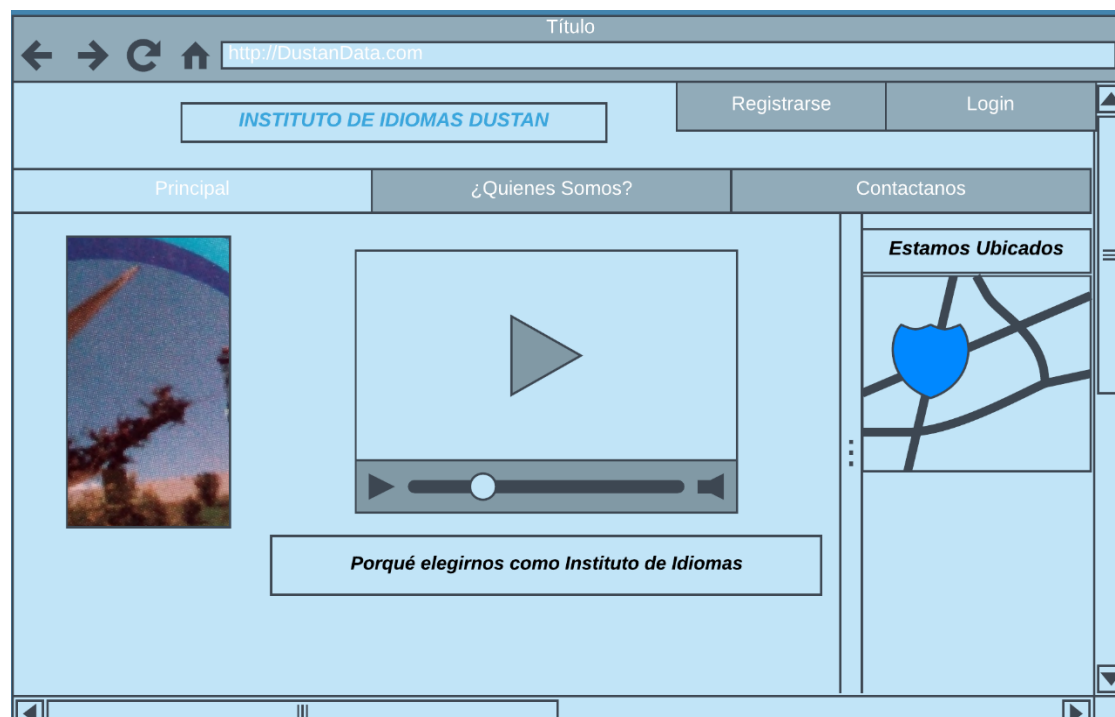 Título
http://DustanData.com
Registrarse
Login
INSTITUTO DE IDIOMAS DUSTAN
Principal
¿Quienes Somos?
Contactanos
Estamos Ubicados
Porqué elegirnos como Instituto de Idiomas